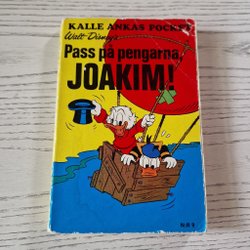 KALLE ANKAS POCKET
Walt Disney's
Pass på pengarna,
JOAKIM!